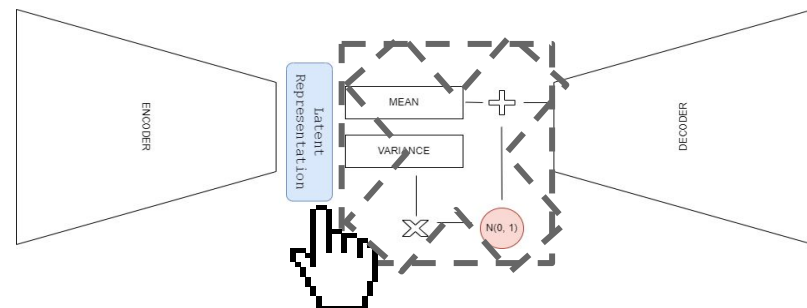 ENCODER
Latent
Representation
MEAN
VARIANCE
N(0, 1)
DECODER